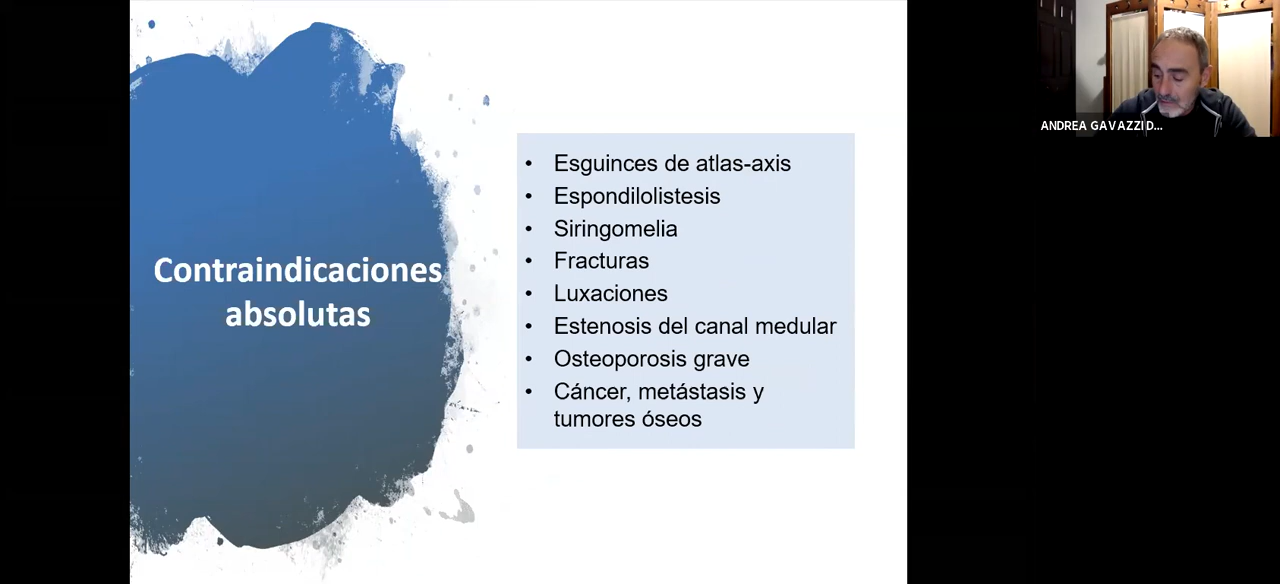 Contraindicaciones
absolutas
• Esguinces de atlas-axis
• Espondilolistesis
• Siringomelia
• Fracturas
• Luxaciones
• Estenosis del canal medular
• Osteoporosis grave
• Cáncer, metástasis y
tumores óseos
ANDREA GAVAZZI D...